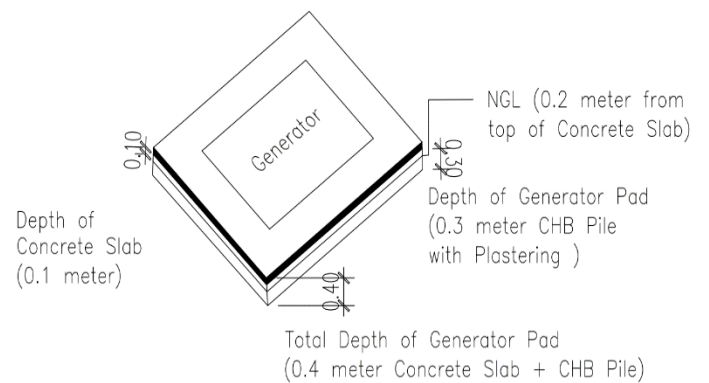 NGL (0.2 meter from
top of Concrete Slab)
Generator
0.10
0.30
Depth of Generator Pad
(0.3 meter CHB Pile
with Plastering )
Depth of
Concrete Slab
(0.1 meter)
0.40
Total Depth of Generator Pad
(0.4 meter Concrete Slab + CHB Pile)